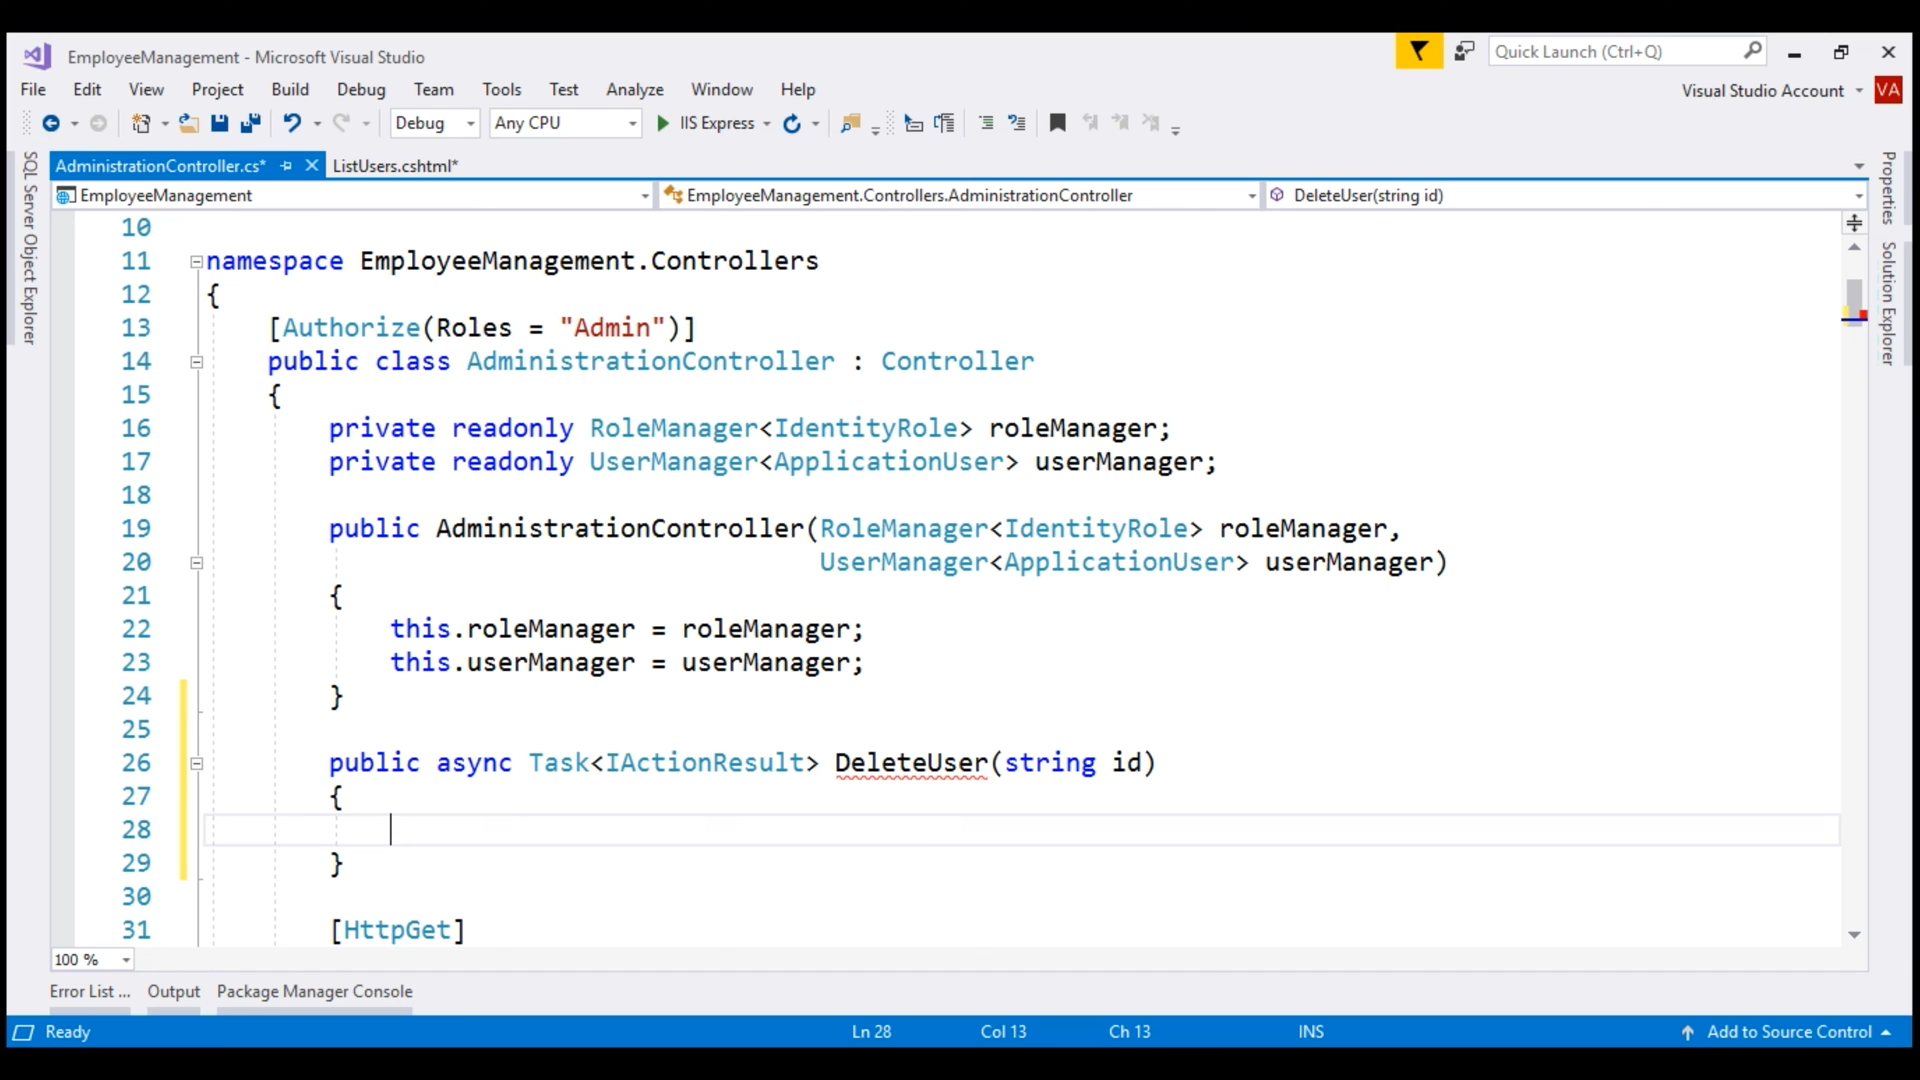 EmployeeManagement - Microsoft Visual Studio
Quick Launch (Ctrl+Q)
File Edit View Project Build Debug Team Tools Test Analyze Window Help
Visual Studio Account VA
Debug Any CPU IIS Express
AdministrationController.cs* ListUsers.cshtml*
EmployeeManagement EmployeeManagement.Controllers.AdministrationController DeleteUser(string id)
SQL Server Object Explorer
Properties
Solution Explorer
10
11 namespace EmployeeManagement.Controllers
12 {
13 [Authorize(Roles = "Admin")]
14 public class AdministrationController : Controller
15 {
16 private readonly RoleManager<IdentityRole> roleManager;
17 private readonly UserManager<ApplicationUser> userManager;
18
19 public AdministrationController(RoleManager<IdentityRole> roleManager,
20 UserManager<ApplicationUser> userManager)
21 {
22 this.roleManager = roleManager;
23 this.userManager = userManager;
24 }
25
26 public async Task<IActionResult> DeleteUser(string id)
27 {
28
29 }
30
31 [HttpGet]
100 %
Error List ... Output Package Manager Console
Ready Ln 28 Col 13 Ch 13 INS Add to Source Control